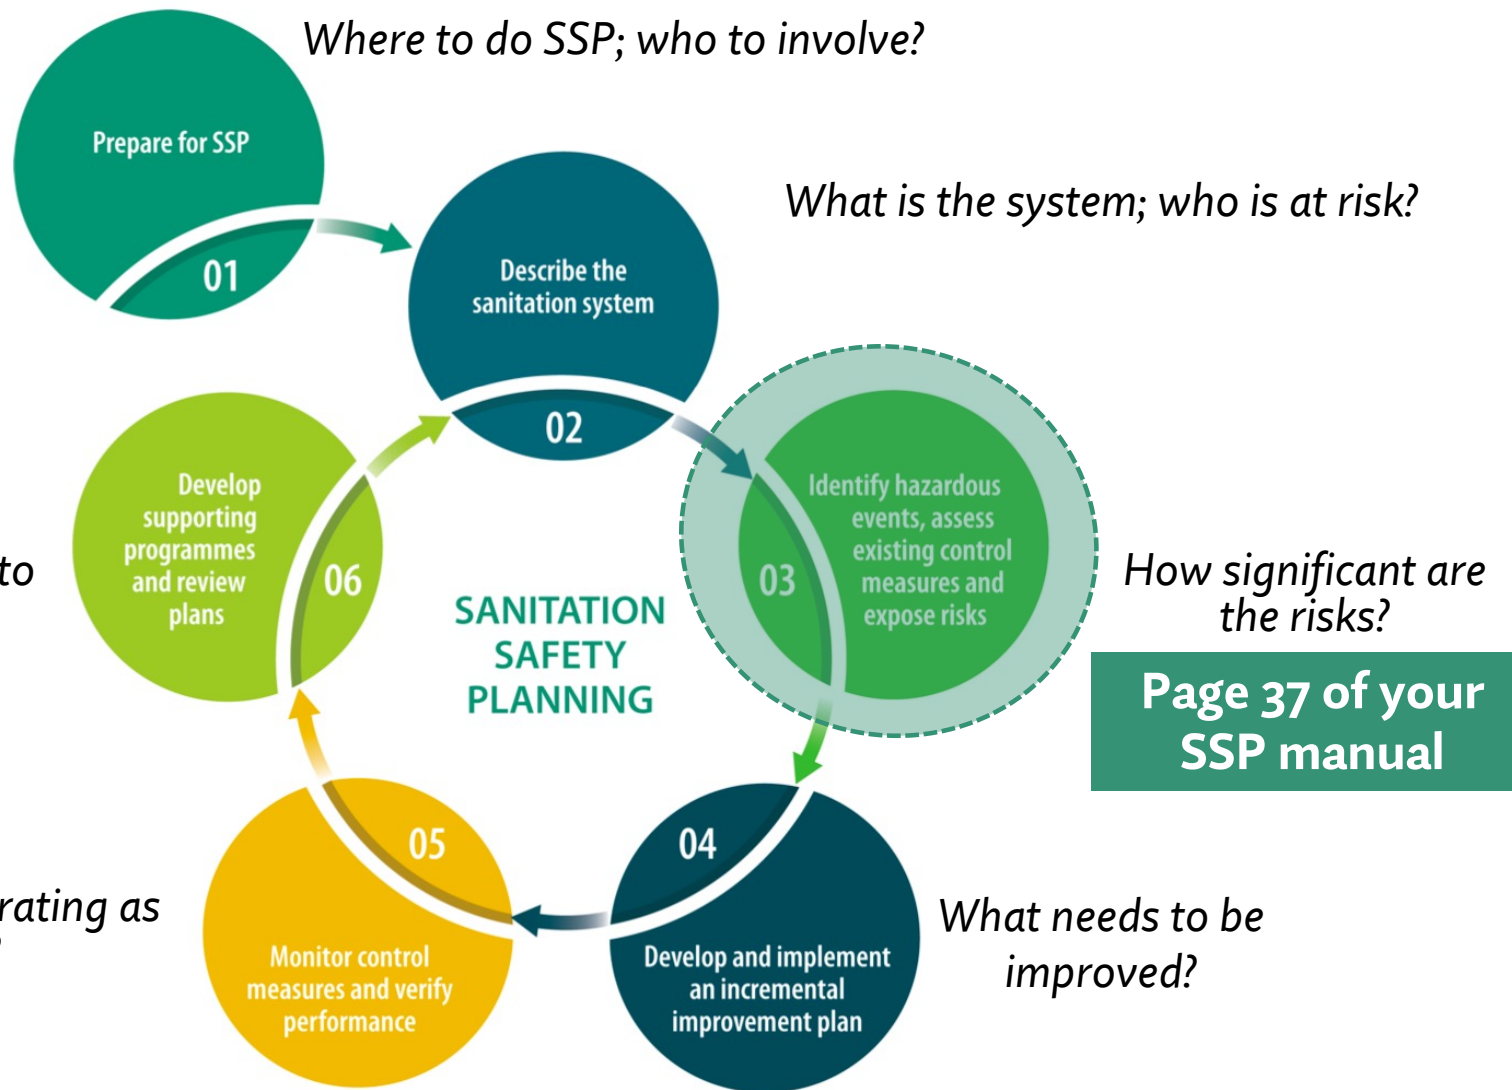 Where to do SSP; who to involve?
Prepare for SSP
01
What is the system; who is at risk?
Describe the
sanitation system
02
Identify hazardous
events, assess
existing control
measures and
expose risks
03
How significant are
the risks?
Page 37 of your
SSP manual
SANITATION
SAFETY
PLANNING
Develop
supporting
programmes
and review
plans
06
to
04
Develop and implement
an incremental
improvement plan
What needs to be
improved?
05
Monitor control
measures and verify
performance
rating as